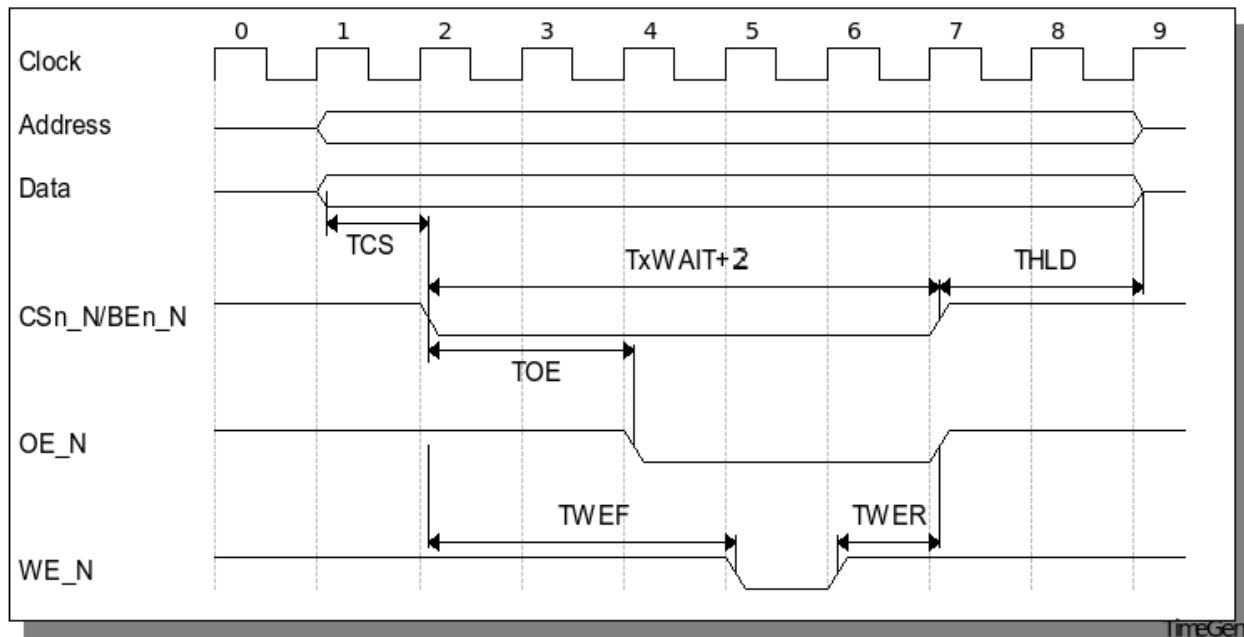 0 1 2 3 4 5 6 7 8 9
Clock
Address
Data
TCS
TxWAIT+2
THLD
CSn_N/BEn_N
TOE
OE_N
TWEF
TWER
WE_N
TimeGen